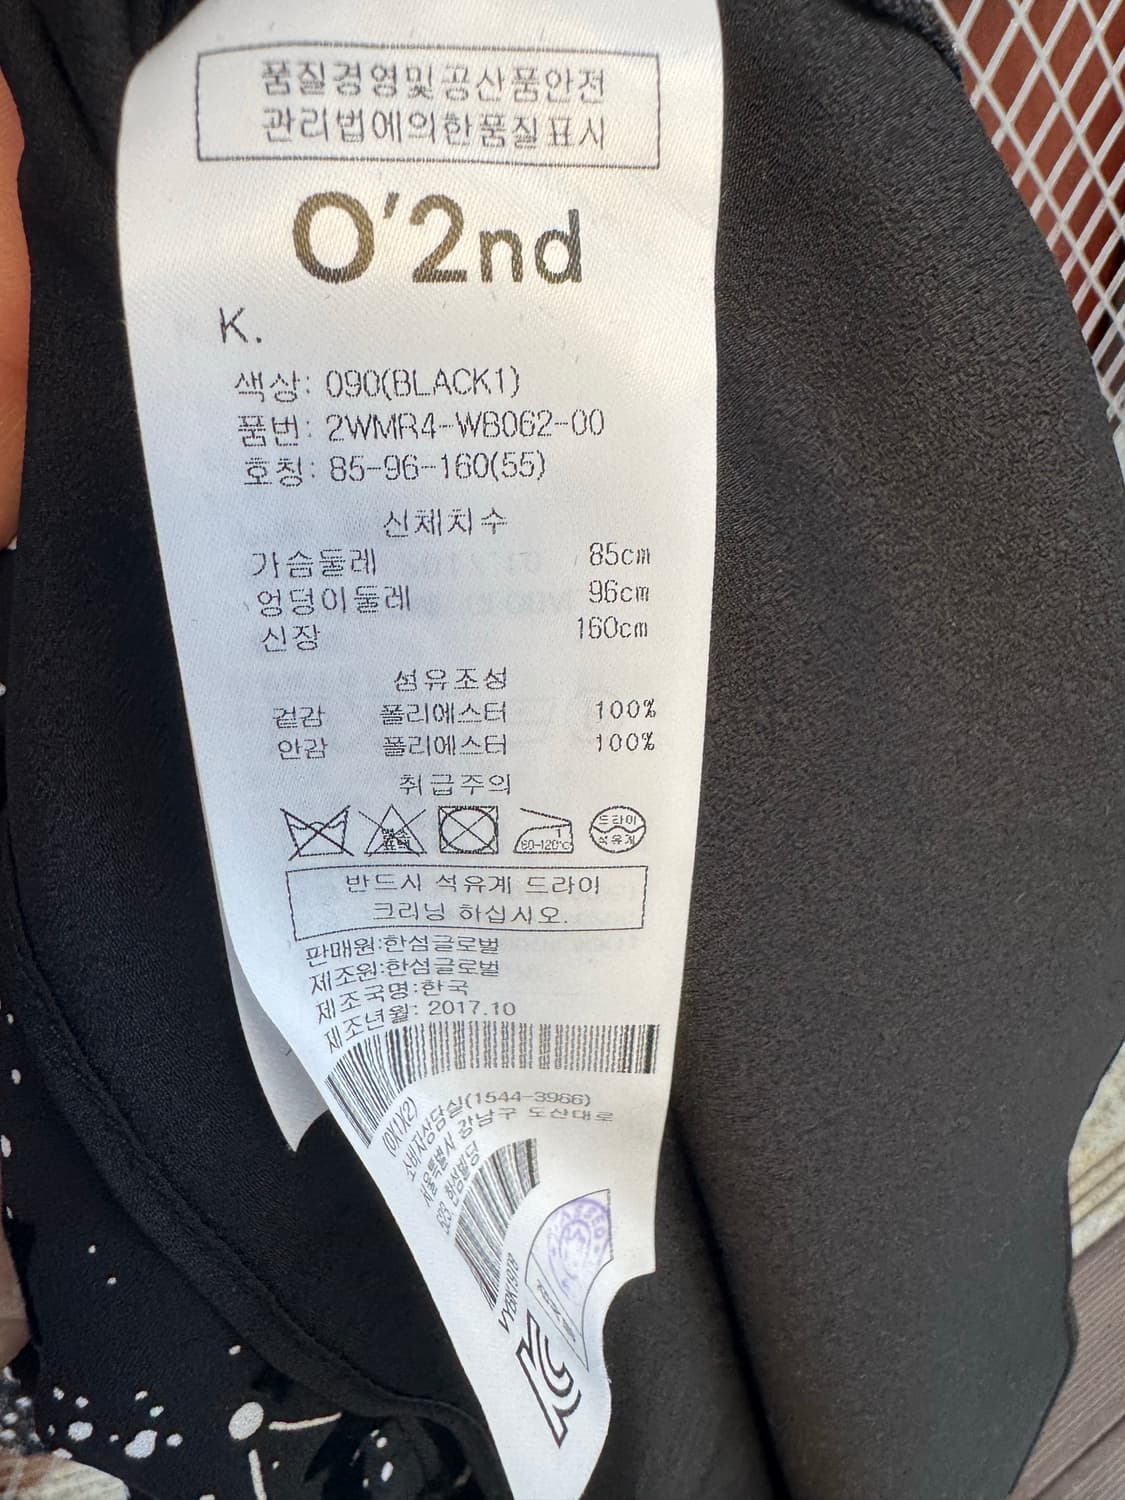 품질경영및공산품안전
관리법에의한품질표시
O'2nd
K.
색상: 090(BLACK1)
품번: 2WMR4-WB062-00
호칭: 85-96-160(55)
신체치수
가슴둘레 85cm
엉덩이둘레 96cm
신장 160cm
섬유조성
겉감 폴리에스터 100%
안감 폴리에스터 100%
취급주의
80-120℃
드라이
석유계
반드시 석유계 드라이
크리닝 하십시오.
판매원:한섬글로벌
제조원:한섬글로벌
제조국명:한국
제조년월: 2017.10
(0X1X2)
소비자상담실(1544-3966)
서울특별시 강남구 도산대로
523 한섬빌딩